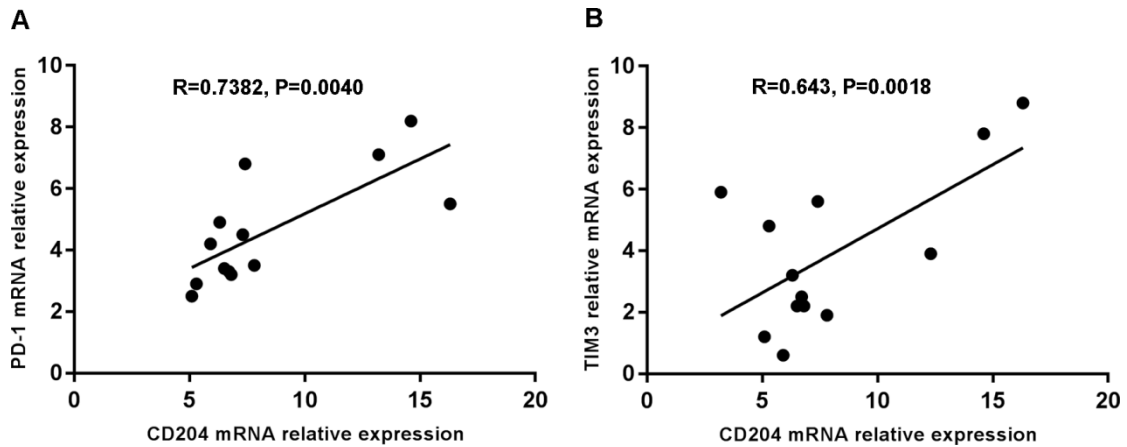 A
R=0.7382, P=0.0040
PD-1 mRNA relative expression
10
8
6
4
2
0
0 5 10 15 20
CD204 mRNA relative expression
B
R=0.643, P=0.0018
TIM3 relative mRNA expression
10
8
6
4
2
0
0 5 10 15 20
CD204 mRNA relative expression